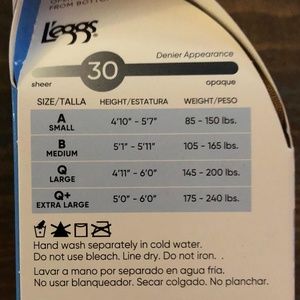 FROM BOTTOM
L'eggs
Denier Appearance
30
sheer opaque
SIZE/TALLA HEIGHT/ESTATURA WEIGHT/PESO
A 4'10" - 5'7" 85 - 150 lbs.
SMALL
B 5'1" - 5'11" 105 - 165 lbs.
MEDIUM
Q 4'11" - 6'0" 145 - 200 lbs.
LARGE
Q+ 5'0" - 6'0" 175 - 240 lbs.
EXTRA LARGE
Hand wash separately in cold water.
Do not use bleach. Line dry. Do not iron. .
Lavar a mano por separado en agua fría.
No usar blanqueador. Secar colgado. No planchar.